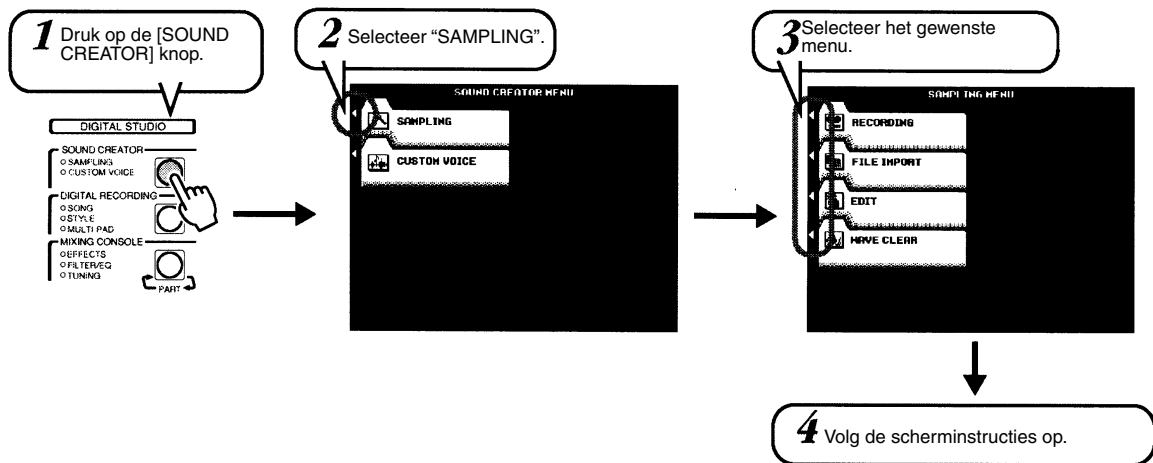 1 Druk op de [SOUND
CREATOR] knop.
2 Selecteer “SAMPLING”.
3 Selecteer het gewenste
menu.
DIGITAL STUDIO
SOUND CREATOR
SAMPLING
CUSTOM VOICE
DIGITAL RECORDING
SONG
STYLE
MULTI PAD
MIXING CONSOLE
EFFECTS
FILTER/EQ
TUNING
PART
SOUND CREATOR MENU
SAMPLING
CUSTOM VOICE
SAMPLING MENU
RECORDING
FILE IMPORT
EDIT
WAVE CLEAR
4 Volg de scherminstructies op.